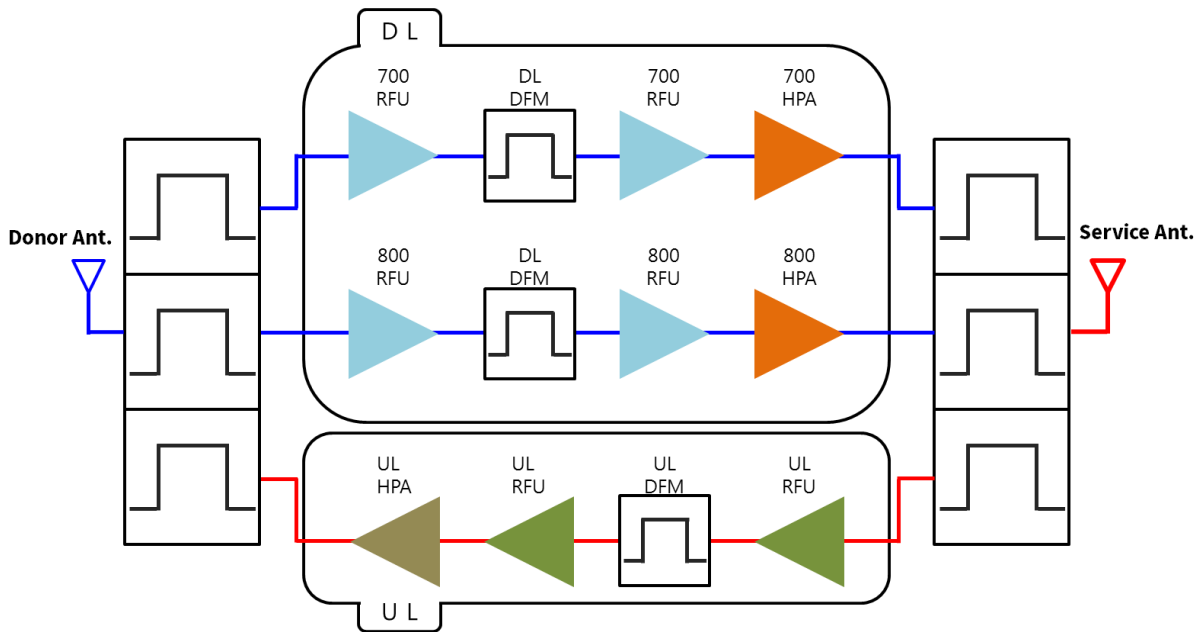 D L
700
RFU
DL
DFM
700
RFU
700
HPA
Donor Ant.
Service Ant.
800
RFU
DL
DFM
800
RFU
800
HPA
UL
HPA
UL
RFU
UL
DFM
UL
RFU
U L